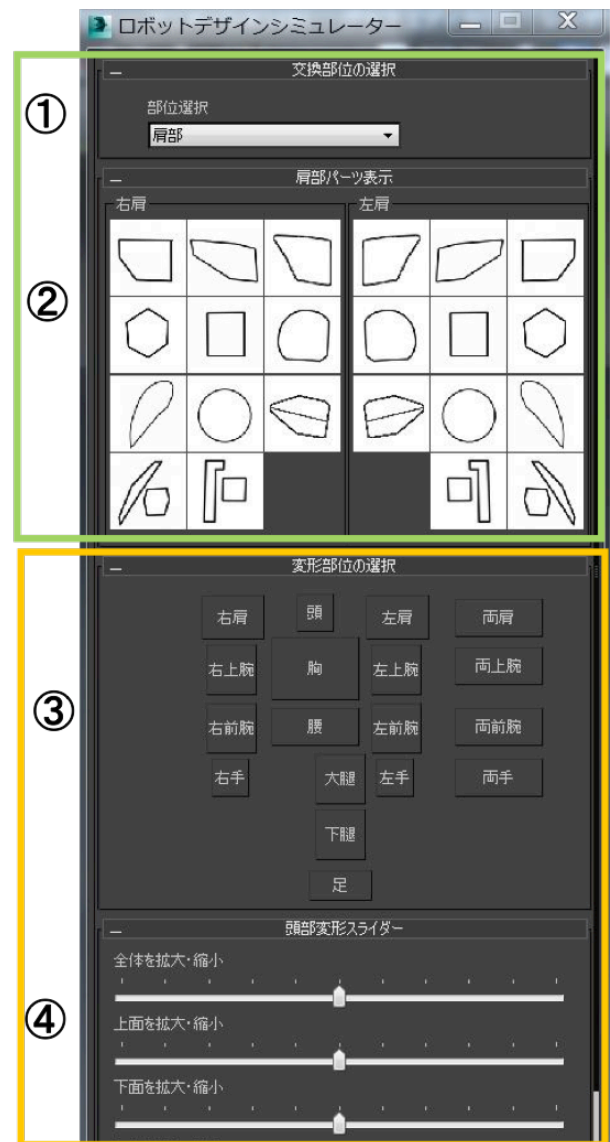 ロボットデザインシミュレーター
交換部位の選択
①
部位選択
肩部
肩部パーツ表示
右肩
左肩
②
変形部位の選択
右肩 頭 左肩 両肩
右上腕 胸 左上腕 両上腕
③
右前腕 腰 左前腕 両前腕
右手 大腿 左手 両手
下腿
足
頭部変形スライダー
全体を拡大・縮小
④
上面を拡大・縮小
下面を拡大・縮小